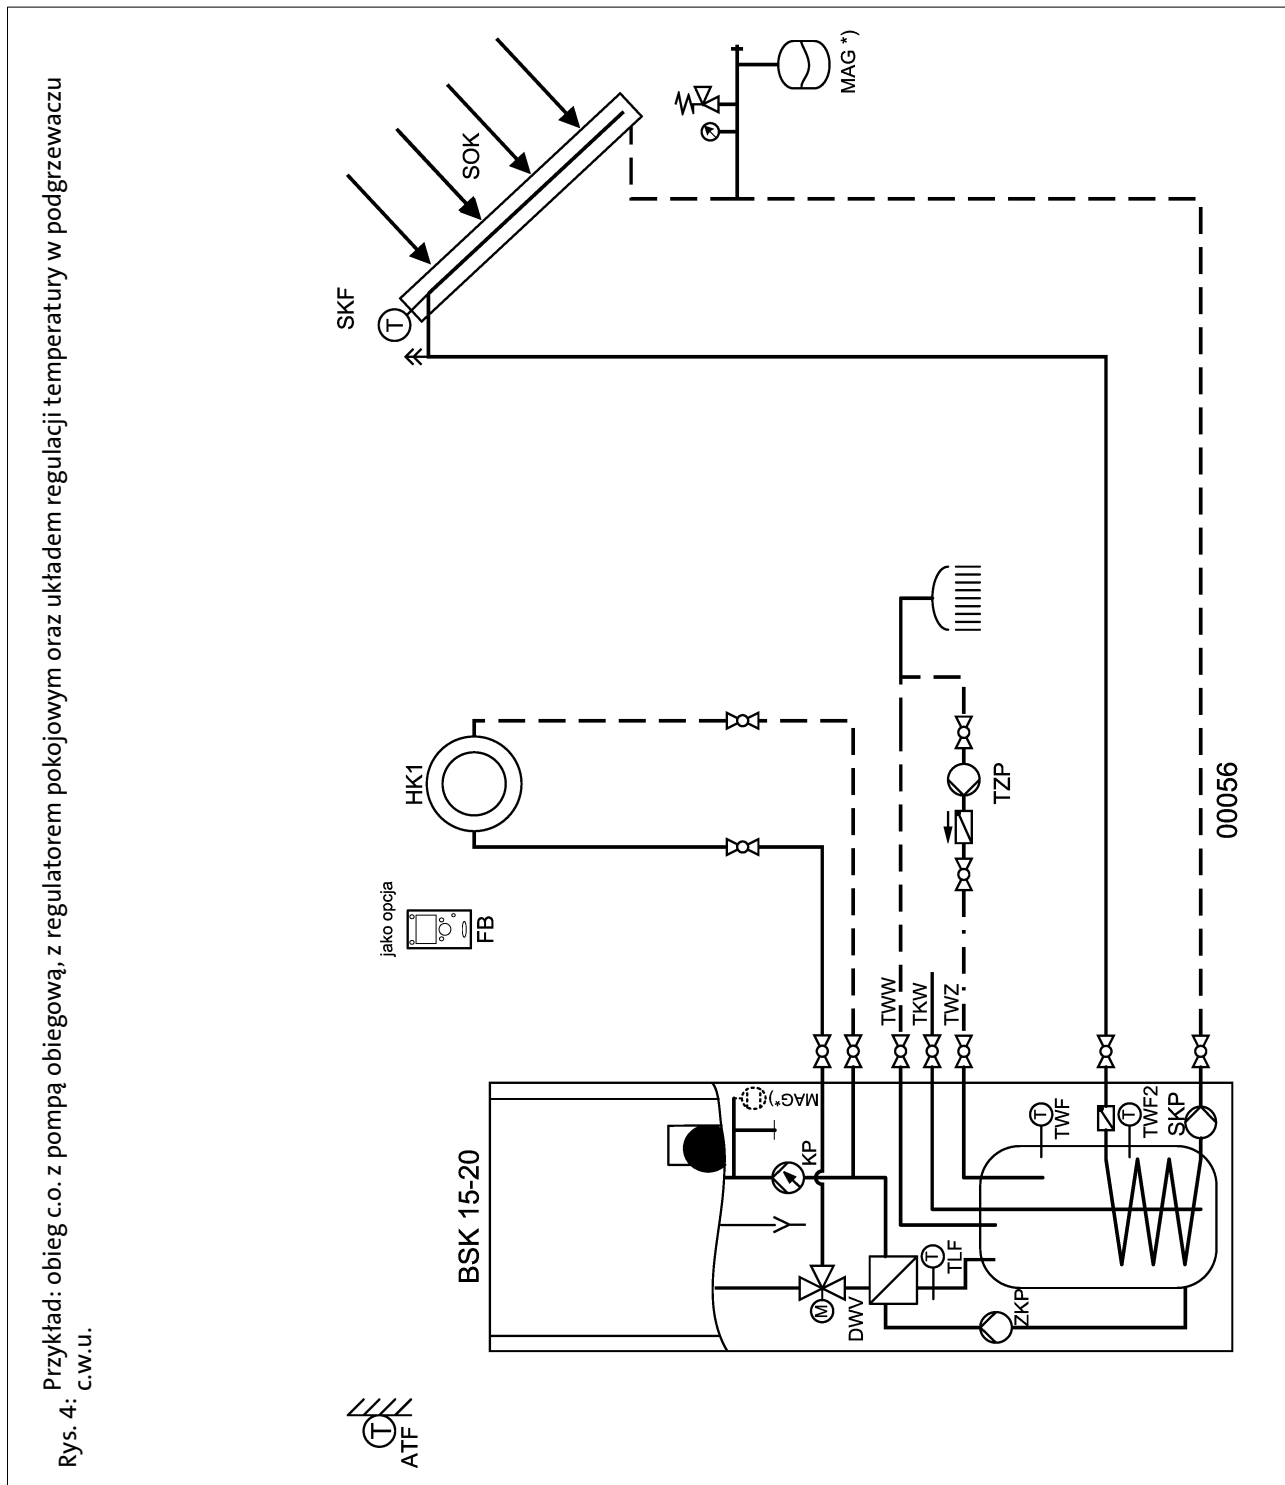 Rys. 4: Przykład: obieg c.o. z pompą obiegową, z regulatorem pokojowym oraz układem regulacji temperatury w podgrzewaczu
c.w.u.
T
ATF
BSK 15-20
jako opcja
FB
HK1
T
SKF
SOK
MAG *)
MAG*)
KP
M
DWV
T
TLF
ZKP
TWW
TKW
TWZ
TZP
T
TWF
T
TWF2
SKP
00056